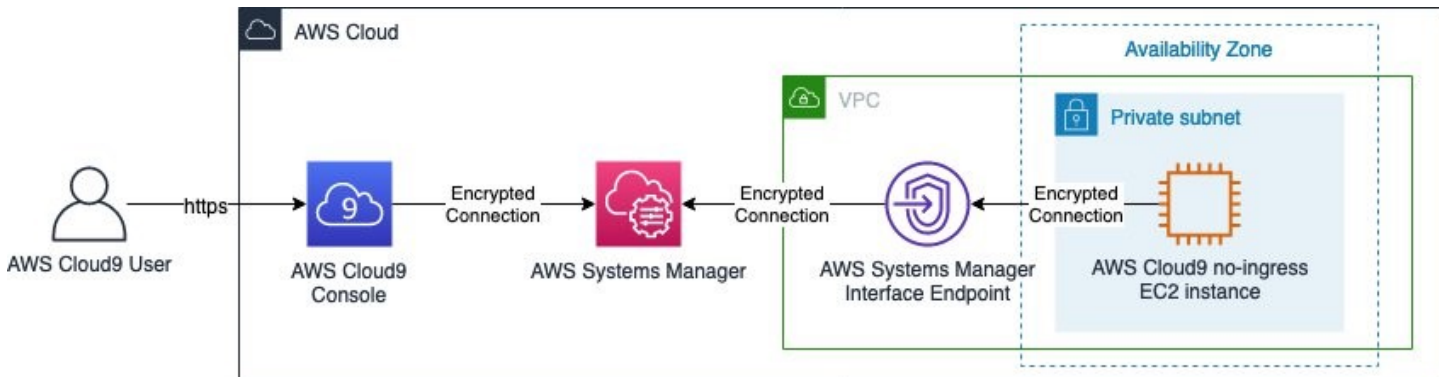 AWS Cloud
Availability Zone
VPC
Private subnet
https
9
Encrypted
Connection
Encrypted
Connection
Encrypted
Connection
AWS Cloud9 User
AWS Cloud9
Console
AWS Systems Manager
AWS Systems Manager
Interface Endpoint
AWS Cloud9 no-ingress
EC2 instance